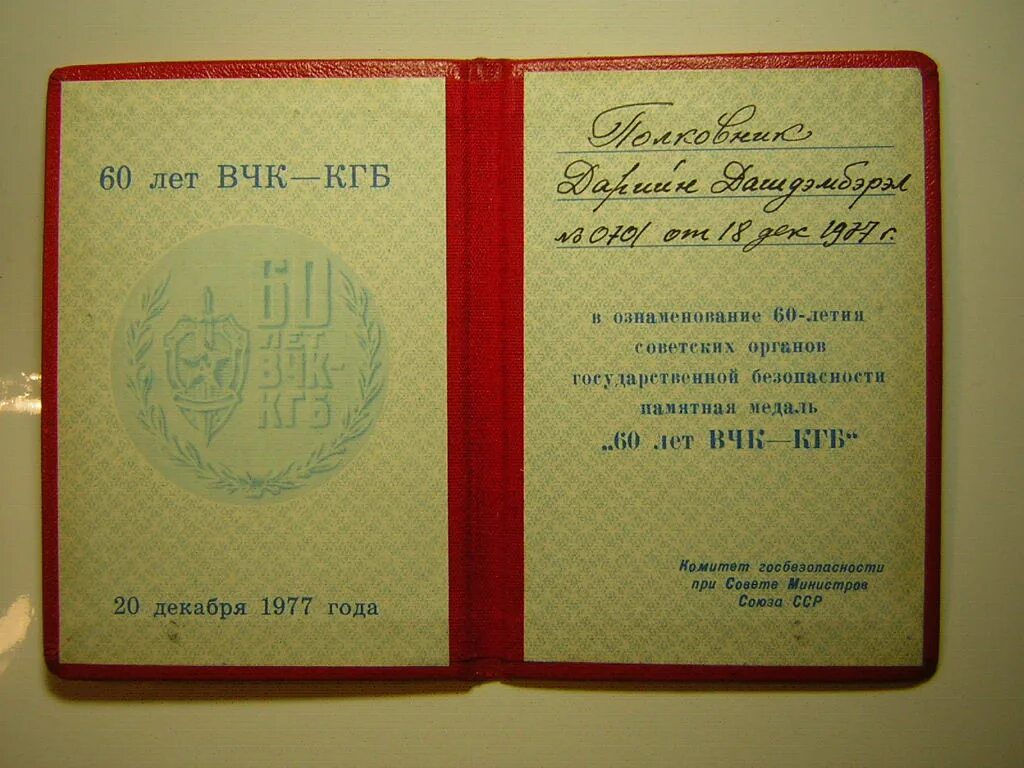 60 лет ВЧК—КГБ
60
ЛЕТ
ВЧК-
КГБ
20 декабря 1977 года
Полковник
Дарийн Дашдэмбэрэл
№ 0701 от 18 дек 1977 г.
в ознаменование 60-летия
советских органов
государственной безопасности
памятная медаль
„60 лет ВЧК—КГБ“
Комитет госбезопасности
при Совете Министров
Союза ССР